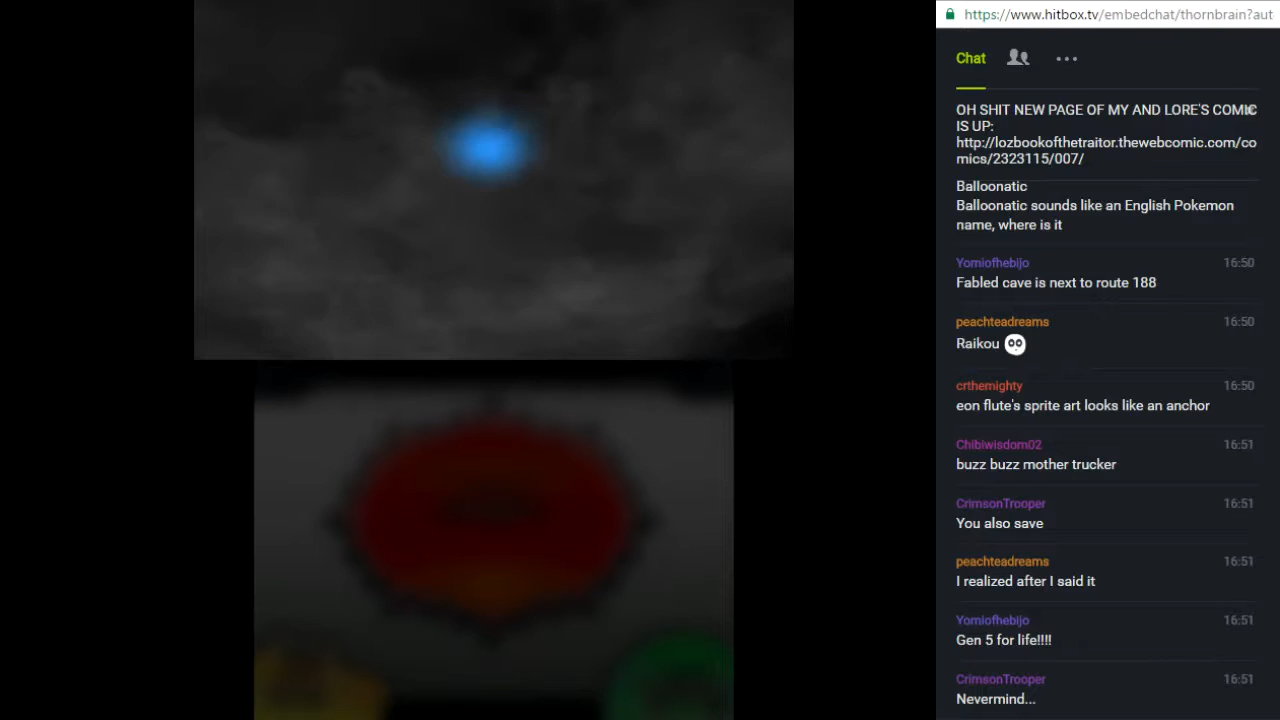 https://www.hitbox.tv/embedchat/thornbrain?aut
Chat
OH SHIT NEW PAGE OF MY AND LORE'S COMIC
IS UP:
http://lozbookofthetraitor.thewebcomic.com/co
mics/2323115/007/
Balloonatic
Balloonatic sounds like an English Pokemon
name, where is it
Yomiofhebijo 16:50
Fabled cave is next to route 188
peachteadreams 16:50
Raikou
crthemighty 16:50
eon flute's sprite art looks like an anchor
Chibiwisdom02 16:51
buzz buzz mother trucker
CrimsonTrooper 16:51
You also save
peachteadreams 16:51
I realized after I said it
Yomiofhebijo 16:51
Gen 5 for life!!!!
CrimsonTrooper 16:51
Nevermind...